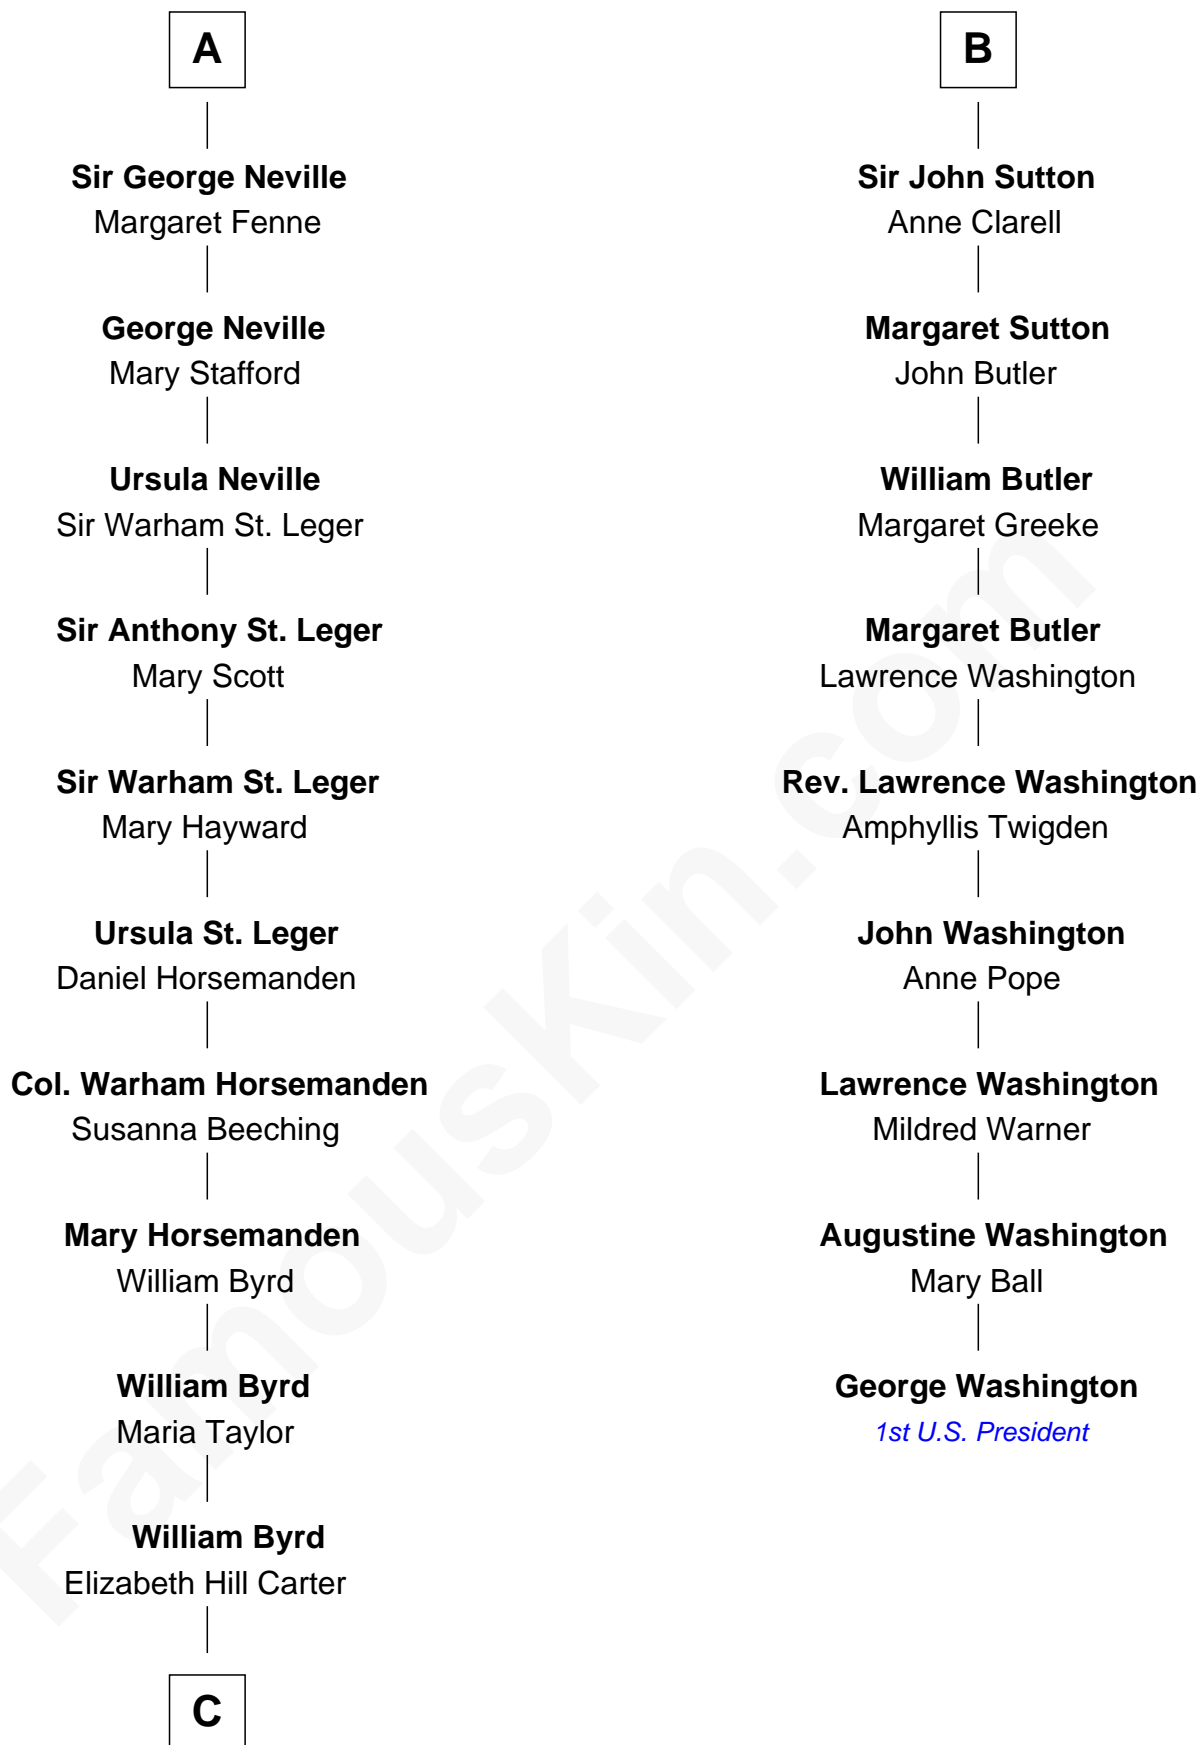 A
Sir George Neville
Margaret Fenne
George Neville
Mary Stafford
Ursula Neville
Sir Warham St. Leger
Sir Anthony St. Leger
Mary Scott
Sir Warham St. Leger
Mary Hayward
Ursula St. Leger
Daniel Horsemanden
Col. Warham Horsemanden
Susanna Beeching
Mary Horsemanden
William Byrd
William Byrd
Maria Taylor
William Byrd
Elizabeth Hill Carter
C
B
Sir John Sutton
Anne Clarell
Margaret Sutton
John Butler
William Butler
Margaret Greeke
Margaret Butler
Lawrence Washington
Rev. Lawrence Washington
Amphyllis Twigden
John Washington
Anne Pope
Lawrence Washington
Mildred Warner
Augustine Washington
Mary Ball
George Washington
1st U.S. President
FamousKin.com